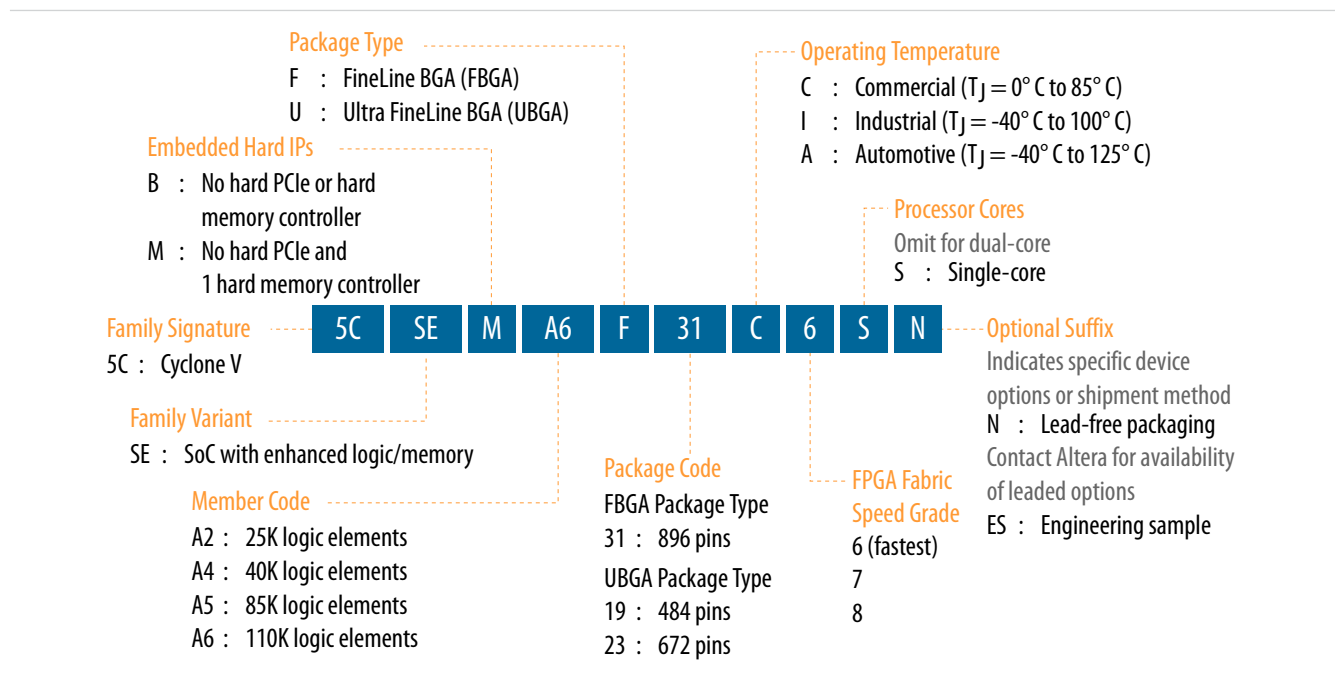 Package Type
F : FineLine BGA (FBGA)
U : Ultra FineLine BGA (UBGA)
Operating Temperature
C : Commercial (TJ = 0° C to 85° C)
I : Industrial (TJ = -40° C to 100° C)
A : Automotive (TJ = -40° C to 125° C)
Embedded Hard IPs
B : No hard PCIe or hard
memory controller
M : No hard PCIe and
1 hard memory controller
Processor Cores
Omit for dual-core
S : Single-core
Family Signature
5C : Cyclone V
5C SE M A6 F 31 C 6 S N
Optional Suffix
Indicates specific device
options or shipment method
N : Lead-free packaging
Contact Altera for availability
of leaded options
ES : Engineering sample
Family Variant
SE : SoC with enhanced logic/memory
Member Code
A2 : 25K logic elements
A4 : 40K logic elements
A5 : 85K logic elements
A6 : 110K logic elements
Package Code
FBGA Package Type
31 : 896 pins
UBGA Package Type
19 : 484 pins
23 : 672 pins
FPGA Fabric
Speed Grade
6 (fastest)
7
8